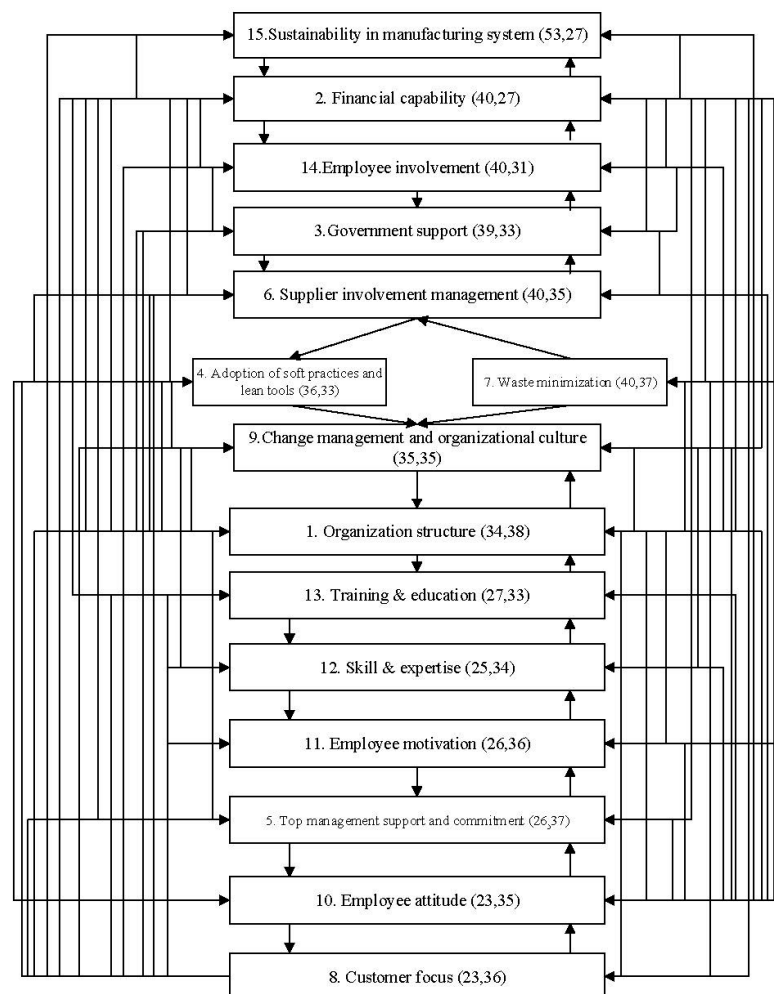 15.Sustainability in manufacturing system (53,27)
2. Financial capability (40,27)
14.Employee involvement (40,31)
3.Government support (39,33)
6. Supplier involvement management (40,35)
4. Adoption of soft practices and
lean tools (36,33)
7. Waste minimization (40,37)
9.Change management and organizational culture
(35,35)
1. Organization structure (34,38)
13. Training & education (27,33)
12. Skill & expertise (25,34)
11. Employee motivation (26,36)
5. Top management support and commitment (26,37)
10. Employee attitude (23,35)
8. Customer focus (23,36)